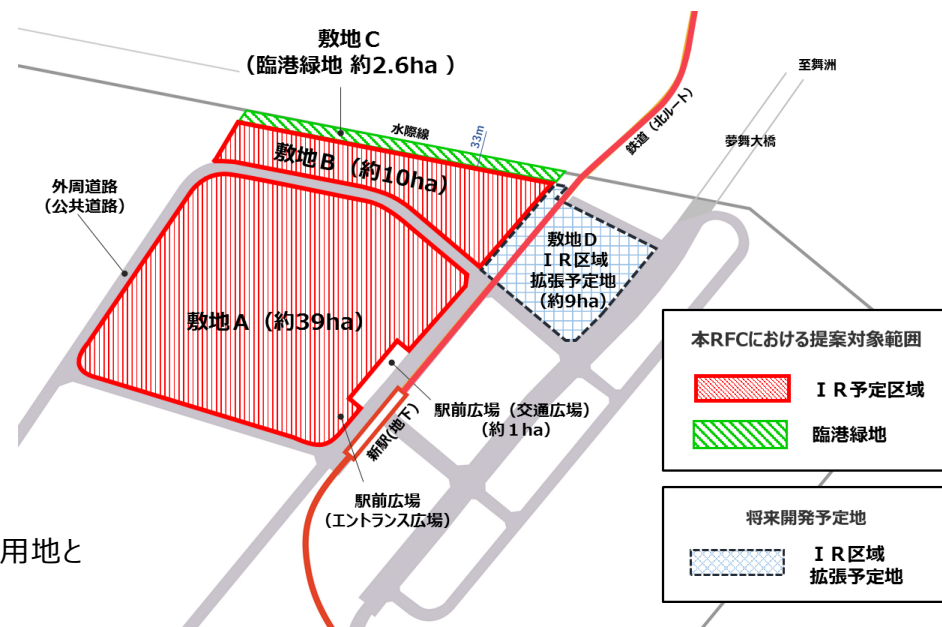 敷地C
（臨港緑地 約2.6ha ）
至舞洲
水際線
33m
鉄道（北ルート）
夢舞大橋
敷地B（約10ha）
外周道路
（公共道路）
敷地D
ＩＲ区域
拡張予定地
（約9ha）
敷地A（約39ha）
駅前広場（交通広場）
（約１ha）
新駅(地下)
駅前広場
（エントランス広場）
用地と
本RFCにおける提案対象範囲
ＩＲ予定区域
臨港緑地
将来開発予定地
ＩＲ区域
拡張予定地